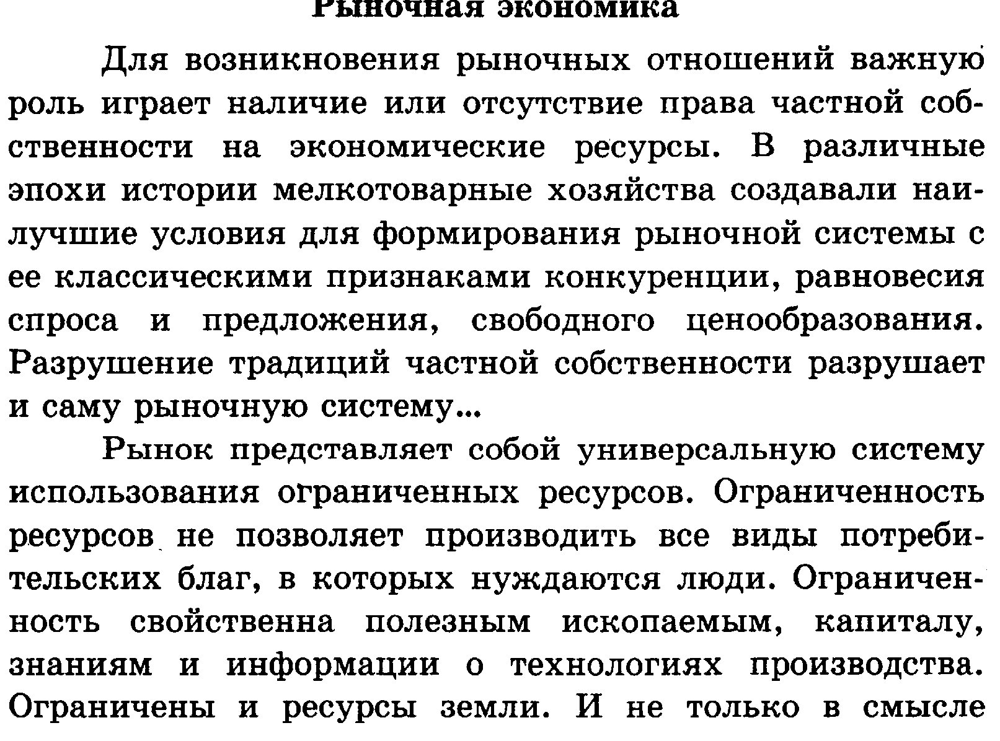 Рыночная экономика
Для возникновения рыночных отношений важную
роль играет наличие или отсутствие права частной соб-
ственности на экономические ресурсы. В различные
эпохи истории мелкотоварные хозяйства создавали наи-
лучшие условия для формирования рыночной системы с
ее классическими признаками конкуренции, равновесия
спроса и предложения, свободного ценообразования.
Разрушение традиций частной собственности разрушает
и саму рыночную систему...
Рынок представляет собой универсальную систему
использования ограниченных ресурсов. Ограниченность
ресурсов не позволяет производить все виды потреби-
тельских благ, в которых нуждаются люди. Ограничен-
ность свойственна полезным ископаемым, капиталу,
знаниям и информации о технологиях производства.
Ограничены и ресурсы земли. И не только в смысле